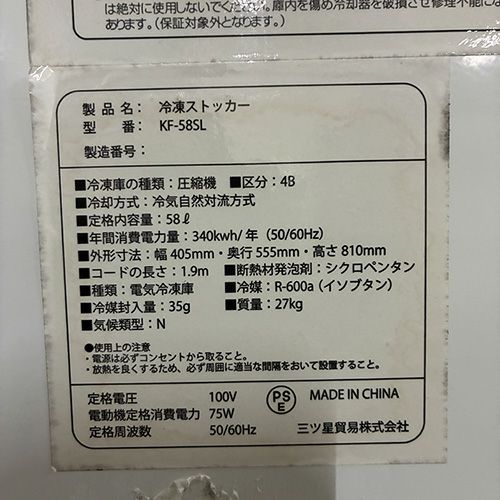 は絶対に使用しないでください。庫内を傷め冷却器を破損させ修理不能に
あります。（保証対象外となります。）
製品名： 冷凍ストッカー
型　番： KF-58SL
製造番号：
■冷凍庫の種類：圧縮機 ■区分：4B
■冷却方式：冷気自然対流方式
■定格内容量：58ℓ
■年間消費電力量：340kwh/年（50/60Hz）
■外形寸法：幅405mm・奥行555mm・高さ810mm
■コードの長さ：1.9m ■断熱材発泡剤：シクロペンタン
■種類：電気冷凍庫 ■冷媒：R-600a（イソブタン）
■冷媒封入量：35g ■質量：27kg
■気候類型：N
●使用上の注意
・電源は必ずコンセントから取ること。
・放熱を良くするため、必ず周囲に適当な間隔をおいて設置すること。
定格電圧 100V PSE MADE IN CHINA
電動機定格消費電力 75W
定格周波数 50/60Hz 三ツ星貿易株式会社